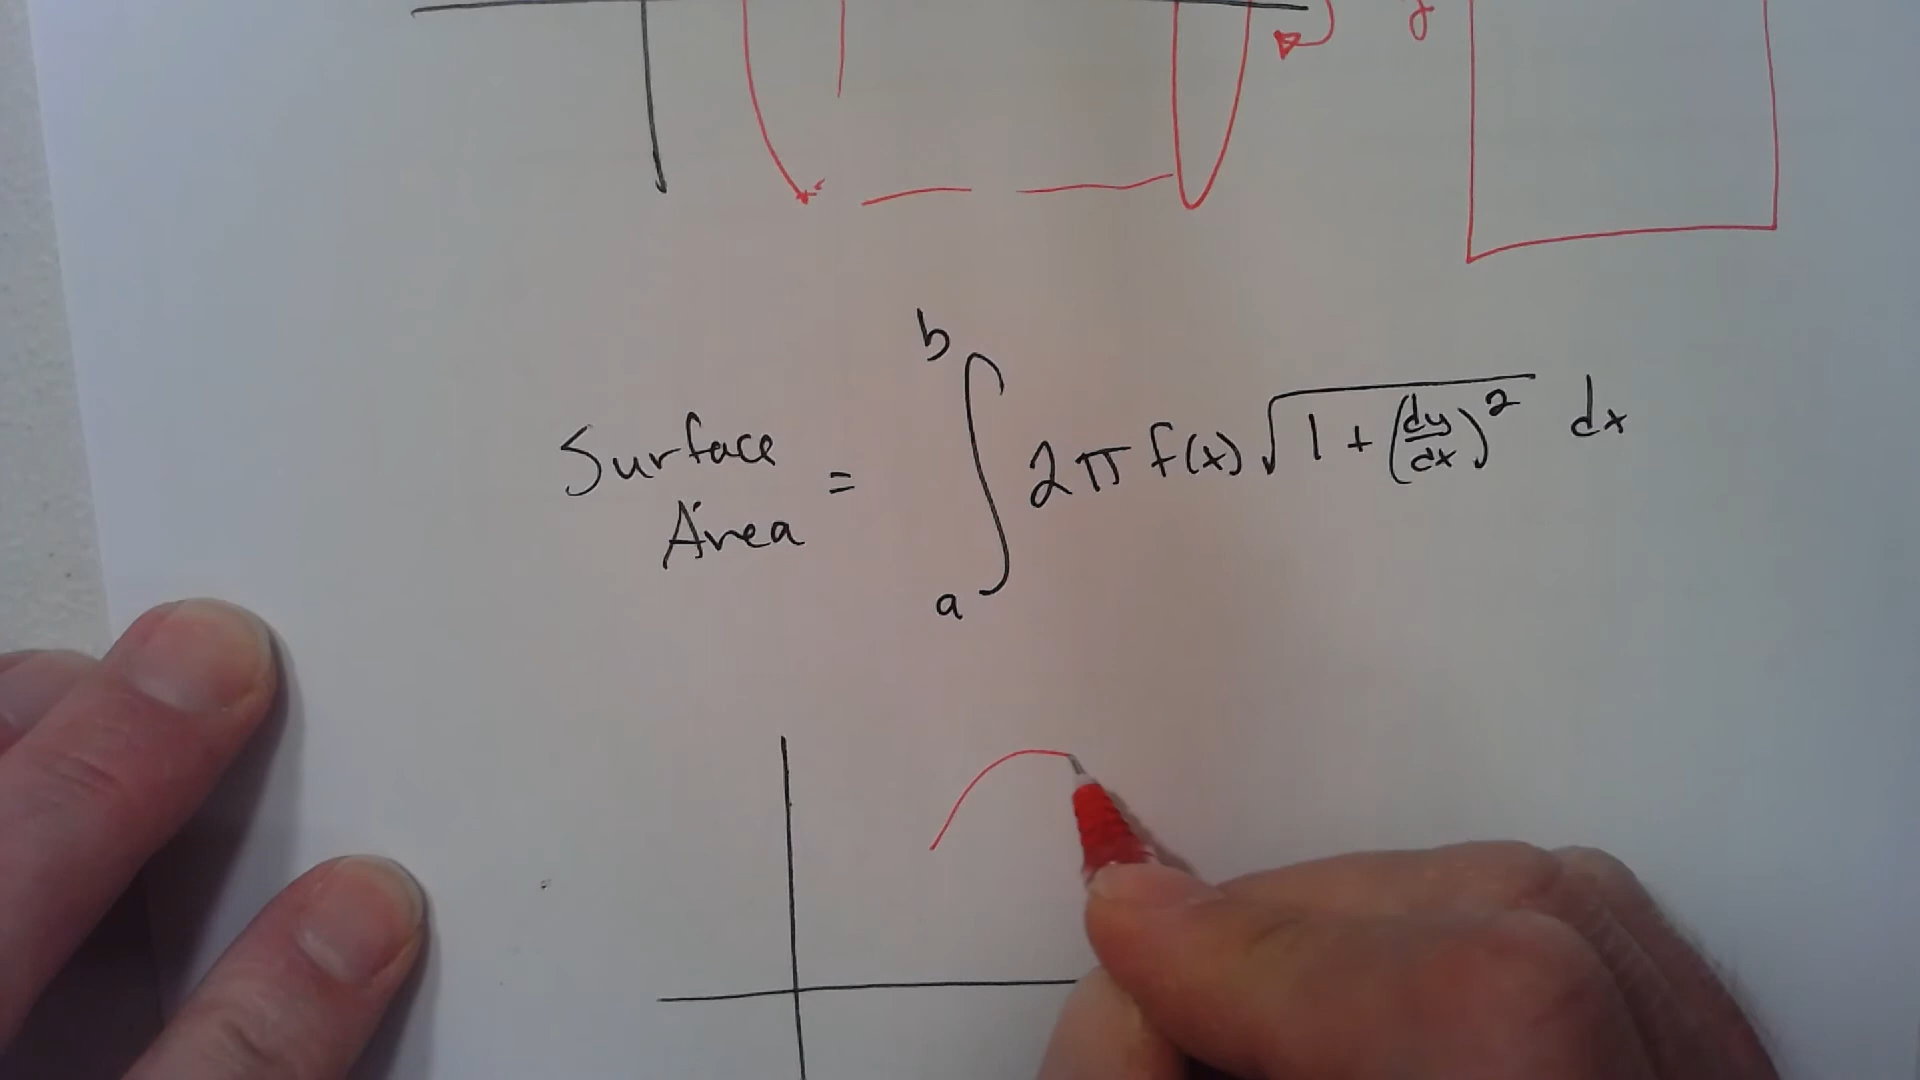 Surface Area = ∫_a^b 2π f(x) √(1 + (dy/dx)^2) dx